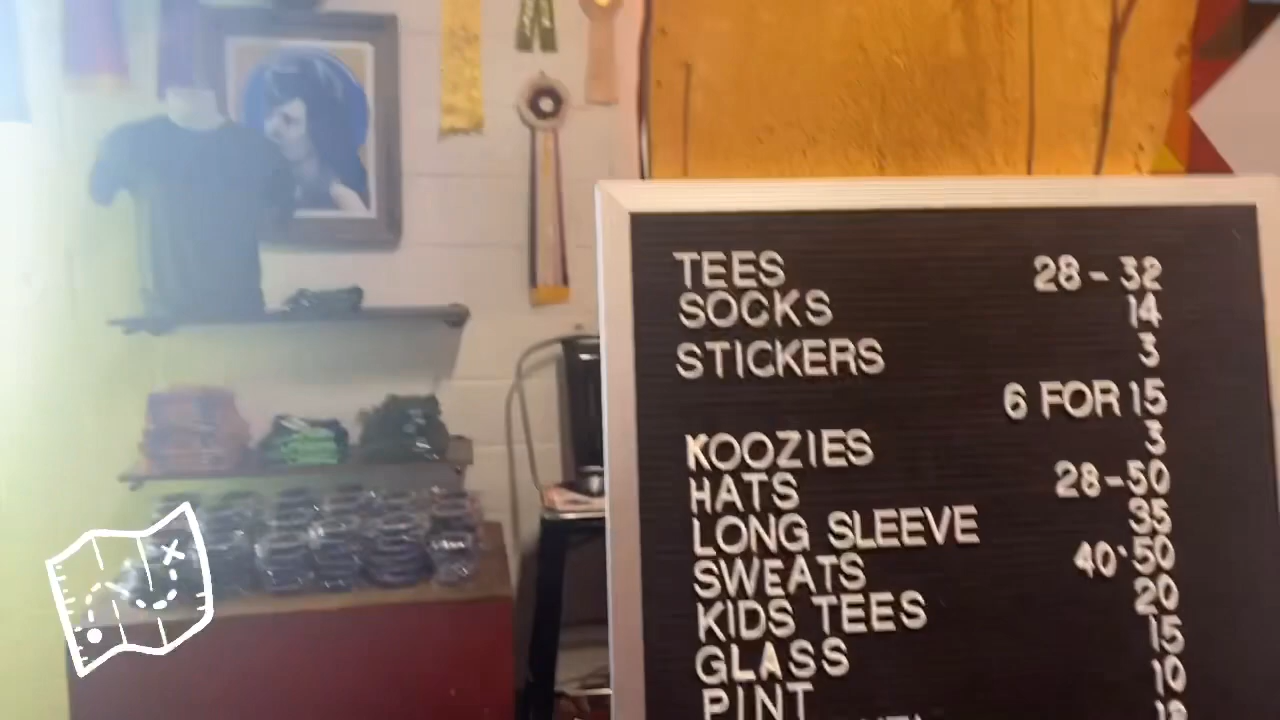 TEES 28-32
SOCKS 14
STICKERS 3
6 FOR 15
KOOZIES 3
HATS 28-50
LONG SLEEVE 35
SWEATS 40-50
KIDS TEES 20
GLASS 15
PINT 10